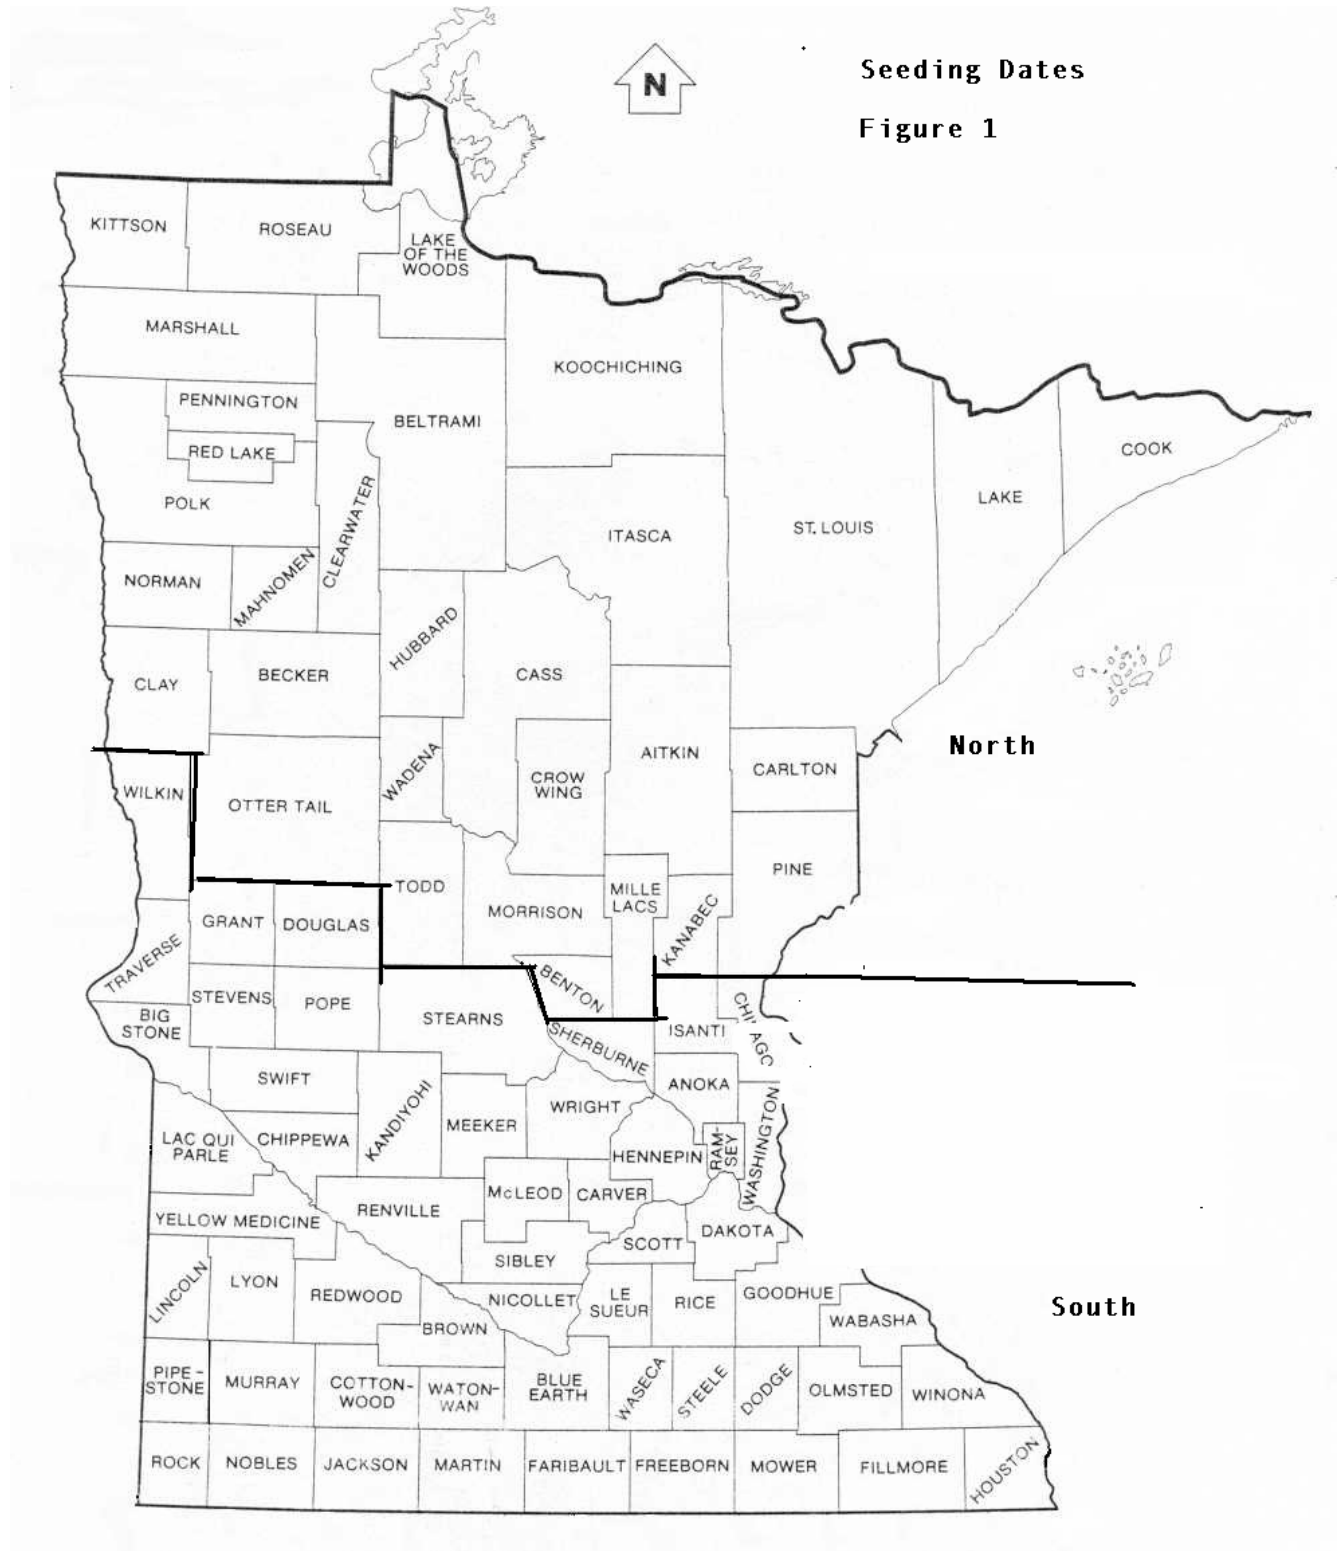 Seeding Dates
N
Figure 1
KITTSON
ROSEAU
LAKE
OF THE
WOODS
MARSHALL
KOOCHICHING
PENNINGTON
BELTRAMI
COOK
RED LAKE
LAKE
POLK
CLEARWATER
ST. LOUIS
ITASCA
NORMAN
MAHNOMEN
HUBBARD
CLAY
BECKER
CASS
North
AITKIN
CARLTON
WADENA
CROW
WING
WILKIN
OTTER TAIL
PINE
TODD
MILLE
LACS
MORRISON
KANABEC
GRANT
DOUGLAS
TRAVERSE
BENTON
STEVENS
POPE
BIG
STONE
STEARNS
ISANTI
CHI AGO
SHERBURNE
SWIFT
ANOKA
WRIGHT
KANDIYOHI
MEEKER
WASHINGTON
LAC QUI
PARLE
CHIPPEWA
HENNEPIN
RAM-
SEY
McLEOD
CARVER
RENVILLE
YELLOW MEDICINE
DAKOTA
SCOTT
SIBLEY
LINCOLN
LYON
REDWOOD
NICOLLET
LE
SUEUR
RICE
GOODHUE
South
WABASHA
BROWN
PIPE-
STONE
MURRAY
COTTON-
WOOD
WATON-
WAN
BLUE
EARTH
WASECA
STEELE
DODGE
OLMSTED
WINONA
ROCK
NOBLES
JACKSON
MARTIN
FARIBAULT
FREEBORN
MOWER
FILLMORE
HOUSTON